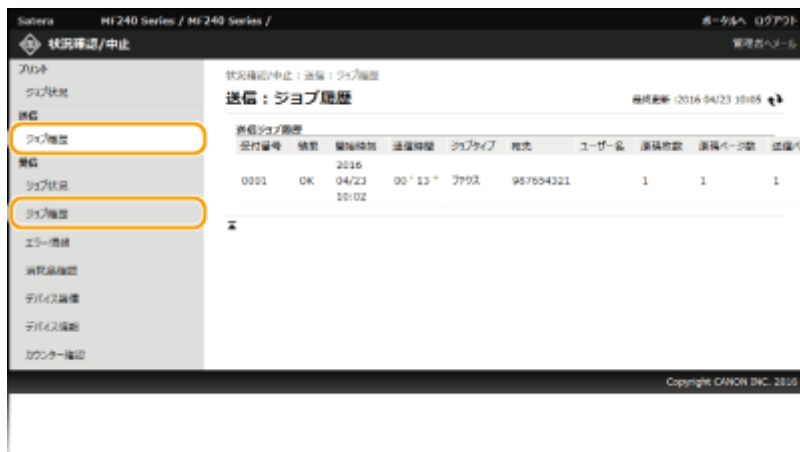 Satera MF240 Series / MF240 Series / ポータルへ ログアウト
状況確認/中止 管理者へメール
プリント
ジョブ状況
送信
ジョブ履歴
受信
ジョブ状況
ジョブ履歴
エラー情報
消耗品確認
デバイス装備
デバイス情報
カウンター確認
状況確認/中止 : 送信 : ジョブ履歴
送信 : ジョブ履歴 最終更新 :2016 04/23 10:05
送信ジョブ履歴
受付番号 結果 開始時刻 送信時間 ジョブタイプ 宛先 ユーザー名 原稿枚数 原稿ページ数 送信ペ
0001 OK 2016 04/23 10:02 00'13" ファクス 987654321 1 1 1
Copyright CANON INC. 2016